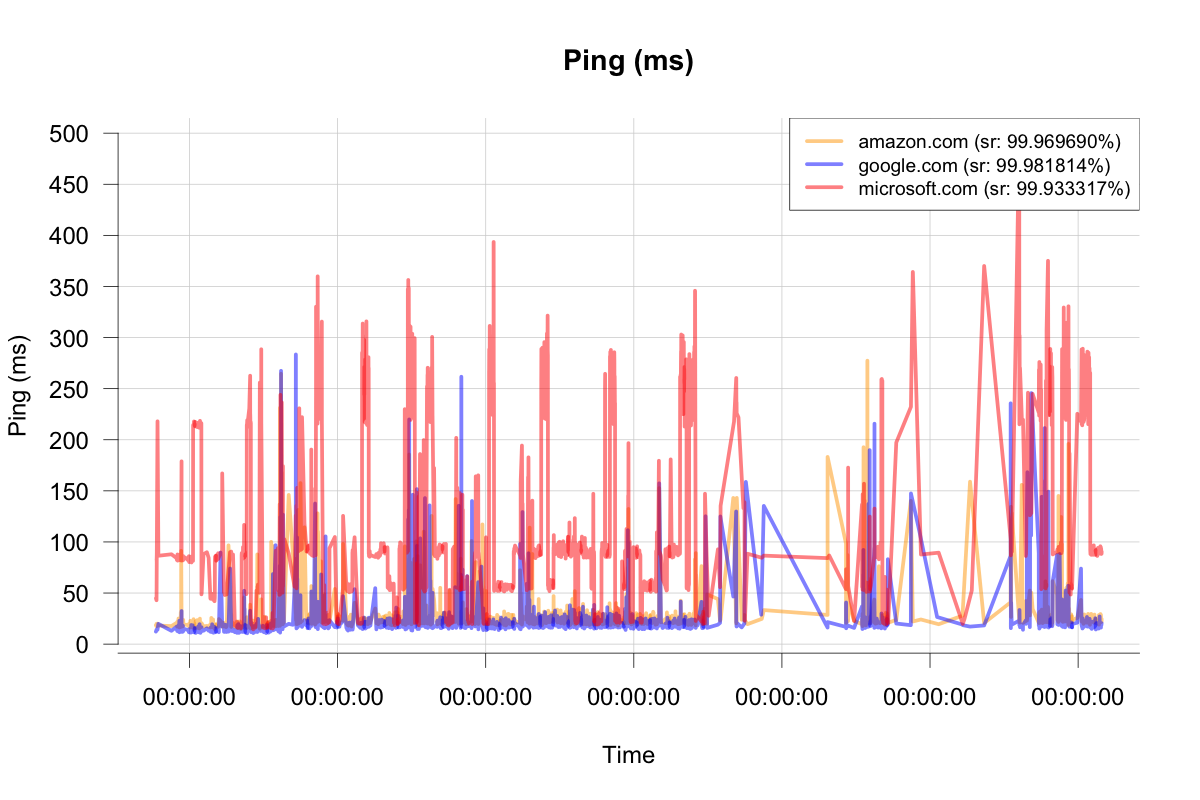 Ping (ms)
amazon.com (sr: 99.969690%)
google.com (sr: 99.981814%)
microsoft.com (sr: 99.933317%)
Ping (ms)
500
450
400
350
300
250
200
150
100
50
0
00:00:00 00:00:00 00:00:00 00:00:00 00:00:00 00:00:00 00:00:00
Time